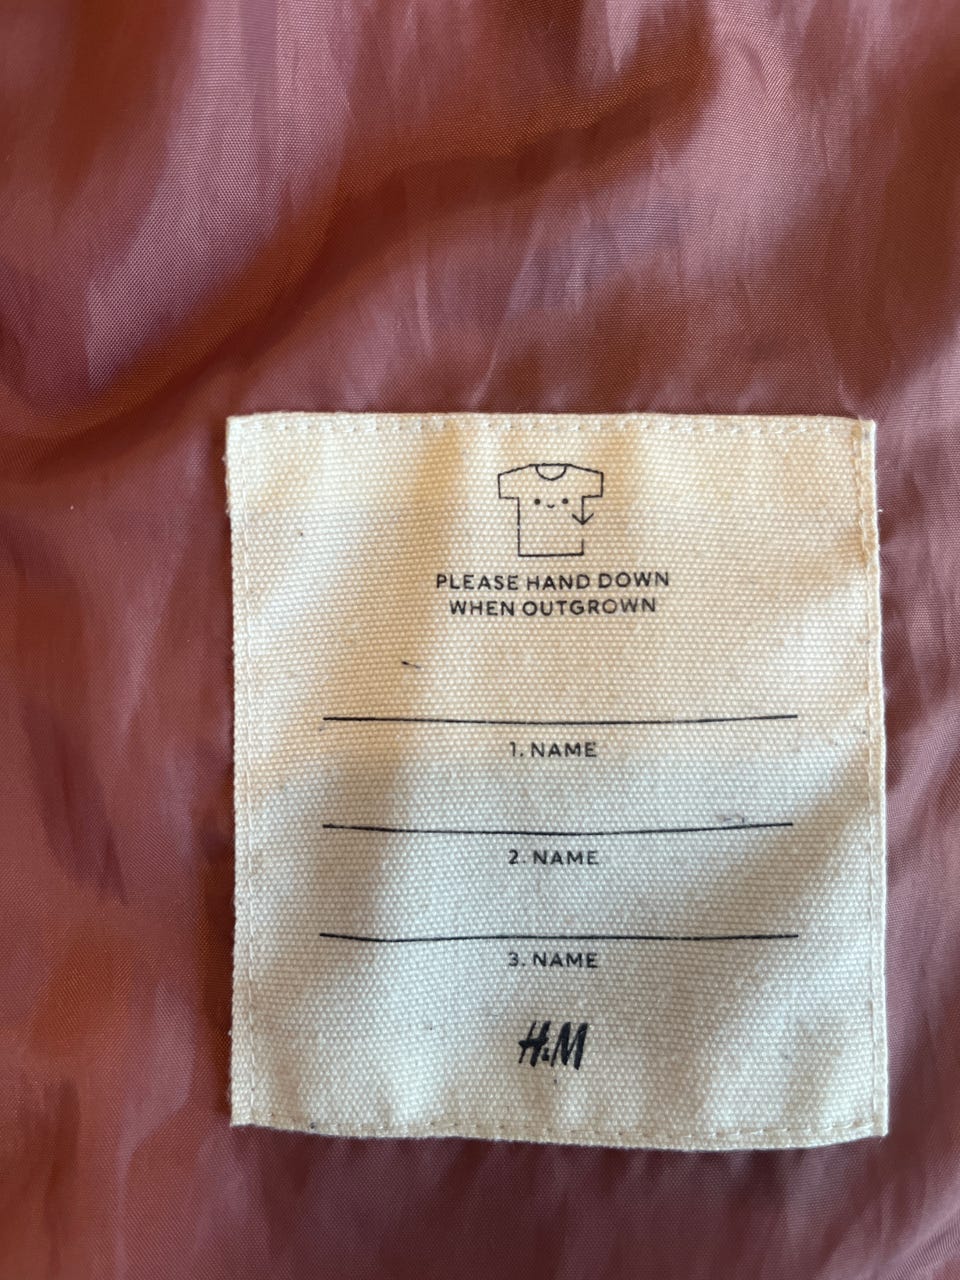 PLEASE HAND DOWN
WHEN OUTGROWN
1. NAME
2. NAME
3. NAME
H&M